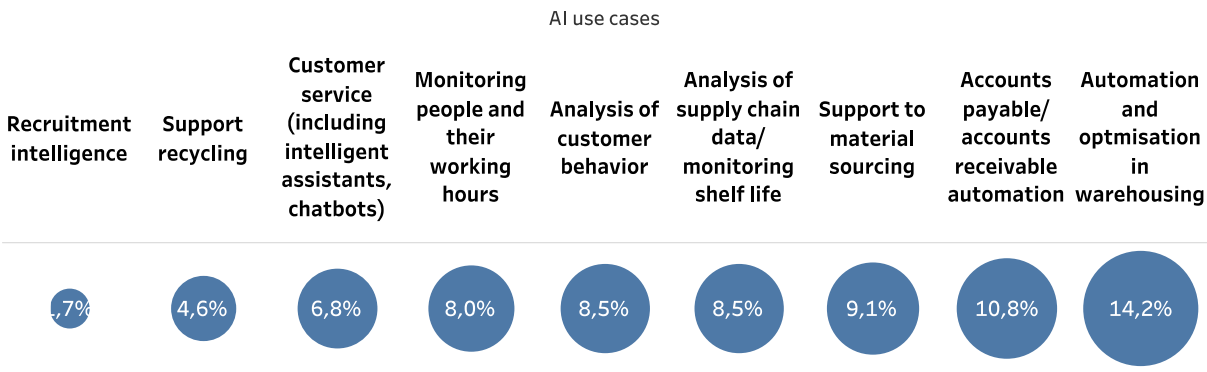 AI use cases
Recruitment
intelligence
Support
recycling
Customer
service
(including
intelligent
assistants,
chatbots)
Monitoring
people and
their
working
hours
Analysis of
customer
behavior
Analysis of
supply chain
data/
monitoring
shelf life
Support to
material
sourcing
Accounts
payable/
accounts
receivable
automation
Automation
and
optmisation
in
warehousing
,7%
4,6%
6,8%
8,0%
8,5%
8,5%
9,1%
10,8%
14,2%